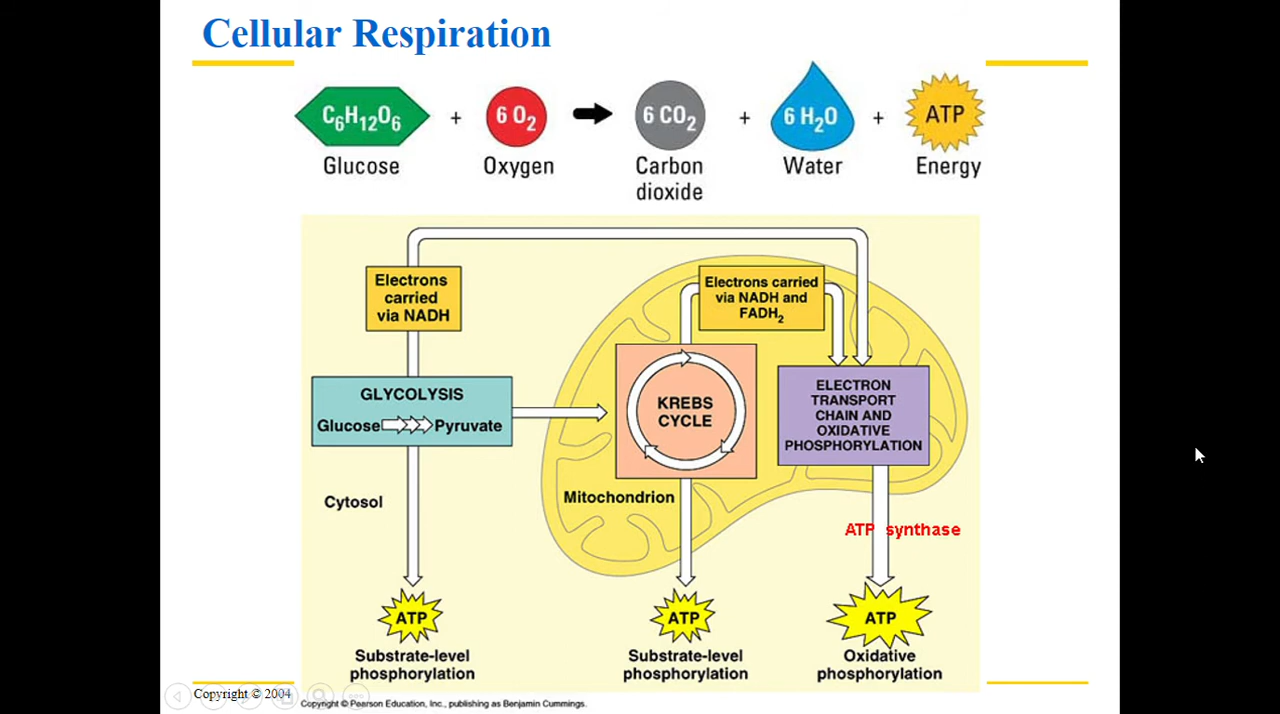 Cellular Respiration
C6H12O6 + 6 O2 6 CO2 + 6 H2O + ATP
Glucose Oxygen Carbon dioxide Water Energy
Electrons
carried
via NADH
Electrons carried
via NADH and
FADH2
GLYCOLYSIS
Glucose Pyruvate
KREBS
CYCLE
ELECTRON
TRANSPORT
CHAIN AND
OXIDATIVE
PHOSPHORYLATION
Cytosol
Mitochondrion
ATP synthase
ATP
Substrate-level
phosphorylation
ATP
Substrate-level
phosphorylation
ATP
Oxidative
phosphorylation
Copyright © 2004
Copyright © Pearson Education, Inc., publishing as Benjamin Cummings.